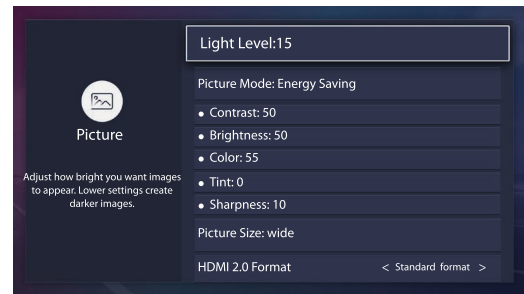 Picture
Adjust how bright you want images
to appear. Lower settings create
darker images.
Light Level:15
Picture Mode: Energy Saving
• Contrast: 50
• Brightness: 50
• Color: 55
• Tint: 0
• Sharpness: 10
Picture Size: wide
HDMI 2.0 Format < Standard format >